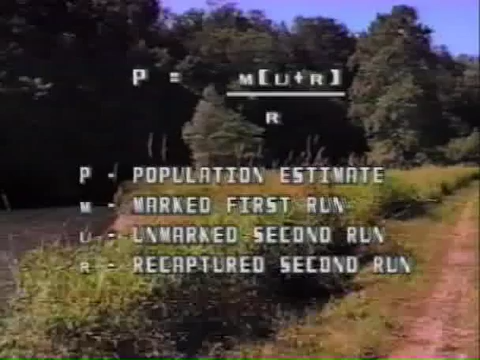 P = M(U+R)
R
P - POPULATION ESTIMATE
M - MARKED FIRST RUN
U - UNMARKED SECOND RUN
R - RECAPTURED SECOND RUN